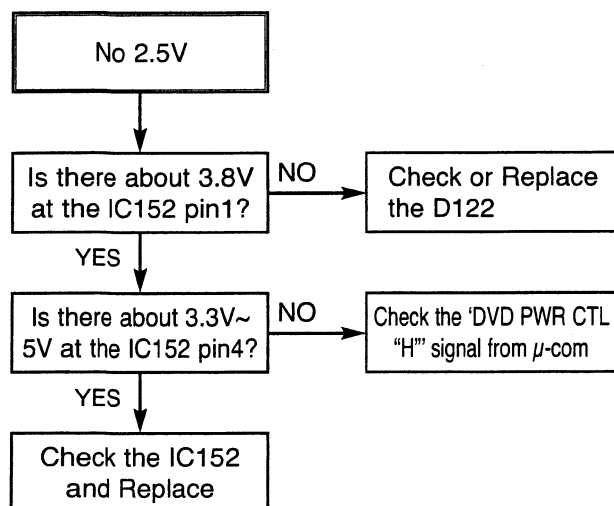 No 2.5V
Is there about 3.8V
at the IC152 pin1?
NO
Check or Replace
the D122
YES
Is there about 3.3V~
5V at the IC152 pin4?
NO
Check the ‘DVD PWR CTL
“H”’ signal from µ-com
YES
Check the IC152
and Replace